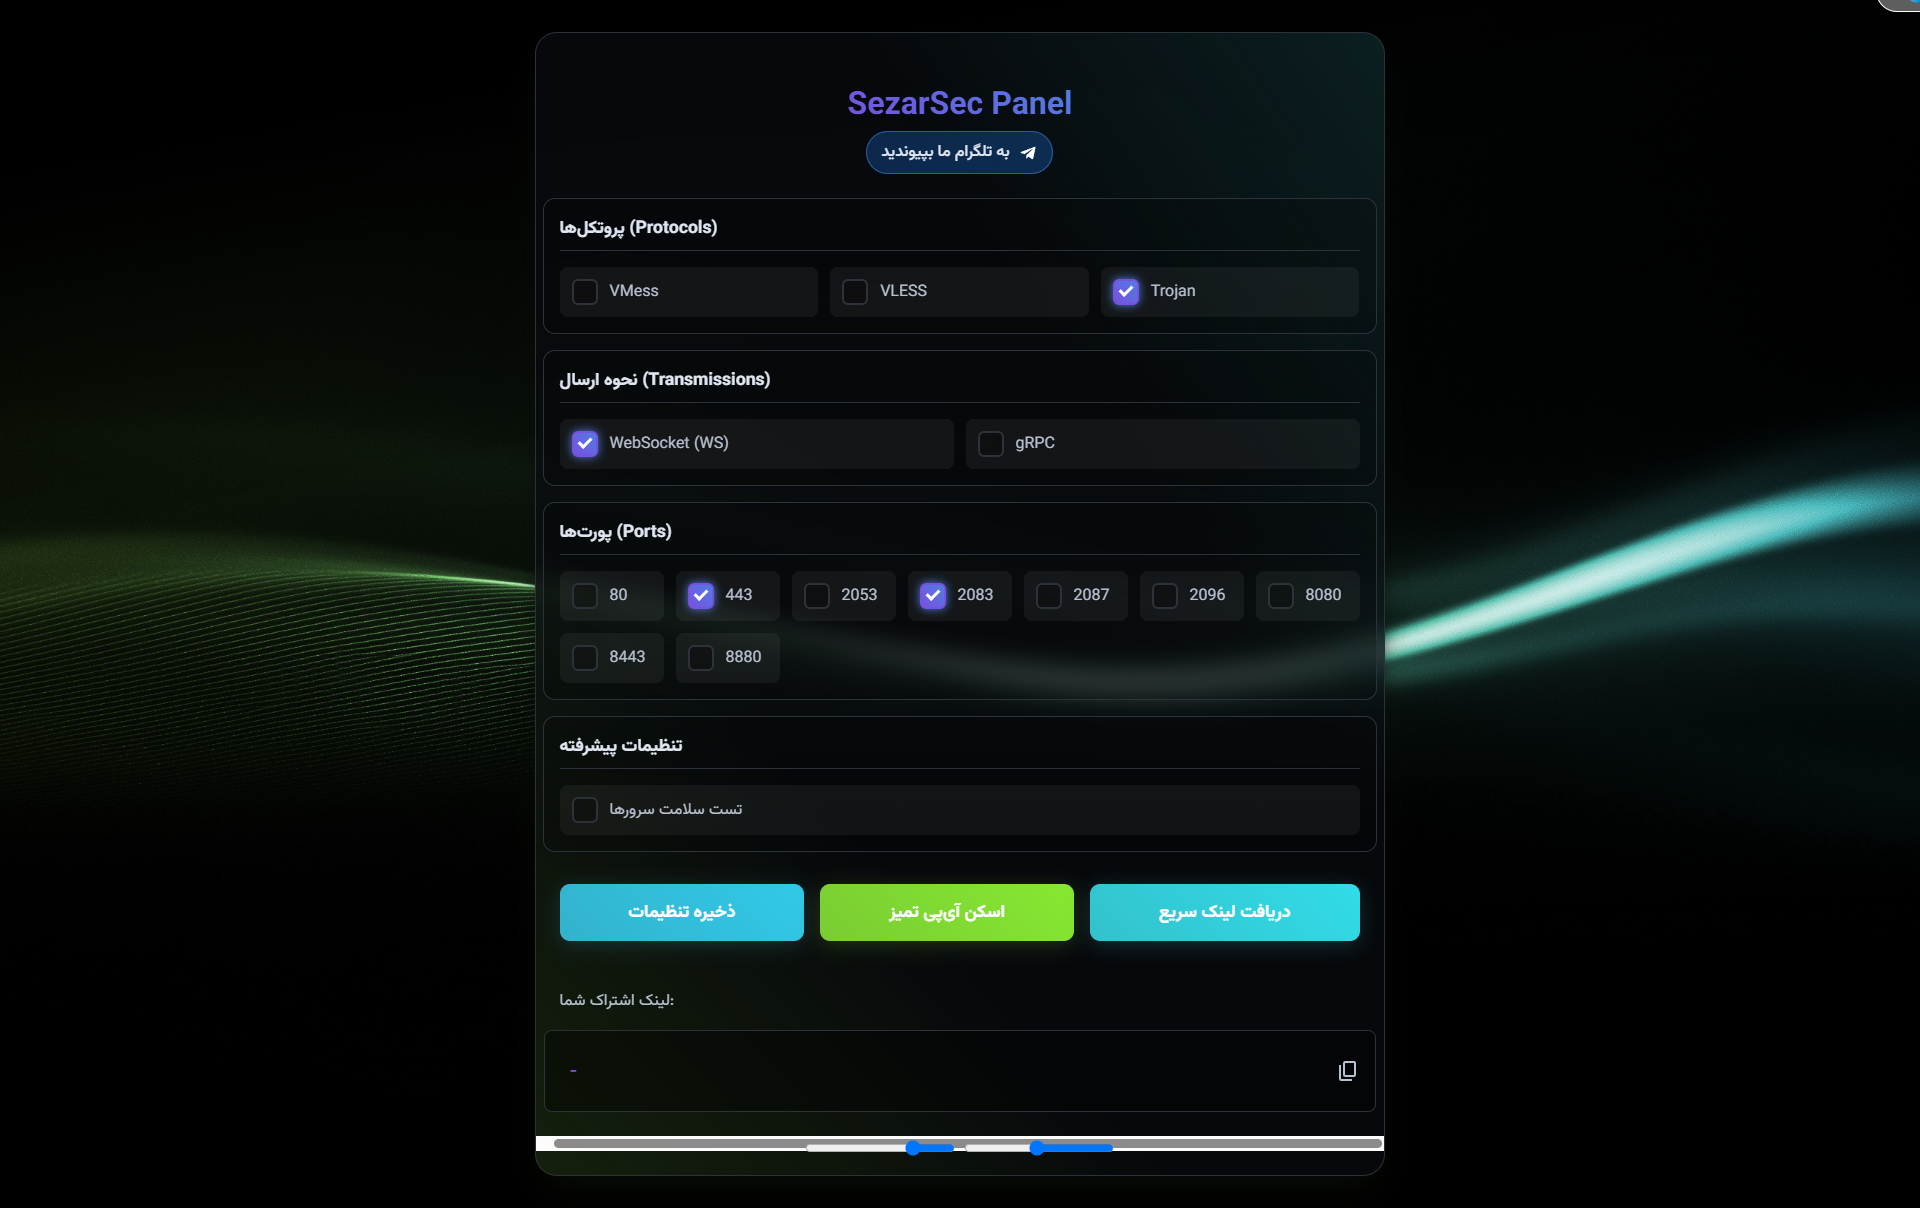 SezarSec Panel
به تلگرام ما بپیوندید
پروتکل‌ها (Protocols)
VMess
VLESS
Trojan
نحوه ارسال (Transmissions)
WebSocket (WS)
gRPC
پورت‌ها (Ports)
80
443
2053
2083
2087
2096
8080
8443
8880
تنظیمات پیشرفته
تست سلامت سرورها
ذخیره تنظیمات
اسکن آی‌پی تمیز
دریافت لینک سریع
لینک اشتراک شما:
-